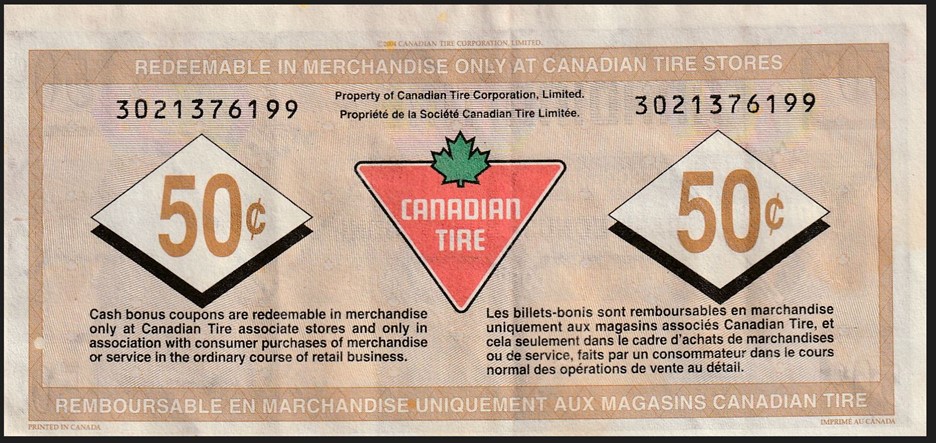 ©2004 CANADIAN TIRE CORPORATION, LIMITED.
REDEEMABLE IN MERCHANDISE ONLY AT CANADIAN TIRE STORES
3021376199
Property of Canadian Tire Corporation, Limited.
Propriété de la Société Canadian Tire Limitée.
3021376199
50¢
CANADIAN
TIRE
50¢
Cash bonus coupons are redeemable in merchandise
only at Canadian Tire associate stores and only in
association with consumer purchases of merchandise
or service in the ordinary course of retail business.
Les billets-bonis sont remboursables en marchandise
uniquement aux magasins associés Canadian Tire, et
cela seulement dans le cadre d'achats de marchandises
ou de service, faits par un consommateur dans le cours
normal des opérations de vente au détail.
REMBOURSABLE EN MARCHANDISE UNIQUEMENT AUX MAGASINS CANADIAN TIRE
PRINTED IN CANADA
IMPRIMÉ AU CANADA